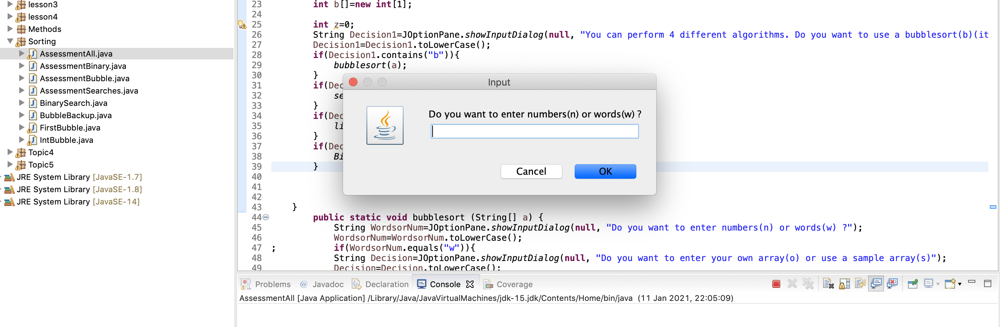 lesson3
lesson4
Methods
Sorting
AssessmentAll.java
AssessmentBinary.java
AssessmentBubble.java
AssessmentSearches.java
BinarySearch.java
BubbleBackup.java
FirstBubble.java
IntBubble.java
Topic4
Topic5
JRE System Library [JavaSE-1.7]
JRE System Library [JavaSE-1.8]
JRE System Library [JavaSE-14]
23 int b[]=new int[1];
24
25 int z=0;
26 String Decision1=JOptionPane.showInputDialog(null, "You can perform 4 different algorithms. Do you want to use a bubblesort(b)(it
27 Decision1=Decision1.toLowerCase();
28 if(Decision1.contains("b")){
29 bubblesort(a);
30 }
31 if(Dec
32 se
33 }
34 if(Dec
35 li
36 }
37 if(Dec
38 Bi
39 }
40
41
42
43 }
44 public static void bubblesort (String[] a) {
45 String WordsorNum=JOptionPane.showInputDialog(null, "Do you want to enter numbers(n) or words(w) ?");
46 WordsorNum=WordsorNum.toLowerCase();
47 ; if(WordsorNum.equals("w")){
48 String Decision=JOptionPane.showInputDialog(null, "Do you want to enter your own array(o) or use a sample array(s)");
49 Decision=Decision.toLowerCase();
Input
Do you want to enter numbers(n) or words(w) ?
Cancel OK
Problems @ Javadoc Declaration Console Coverage
AssessmentAll [Java Application] /Library/Java/JavaVirtualMachines/jdk-15.jdk/Contents/Home/bin/java (11 Jan 2021, 22:05:09)